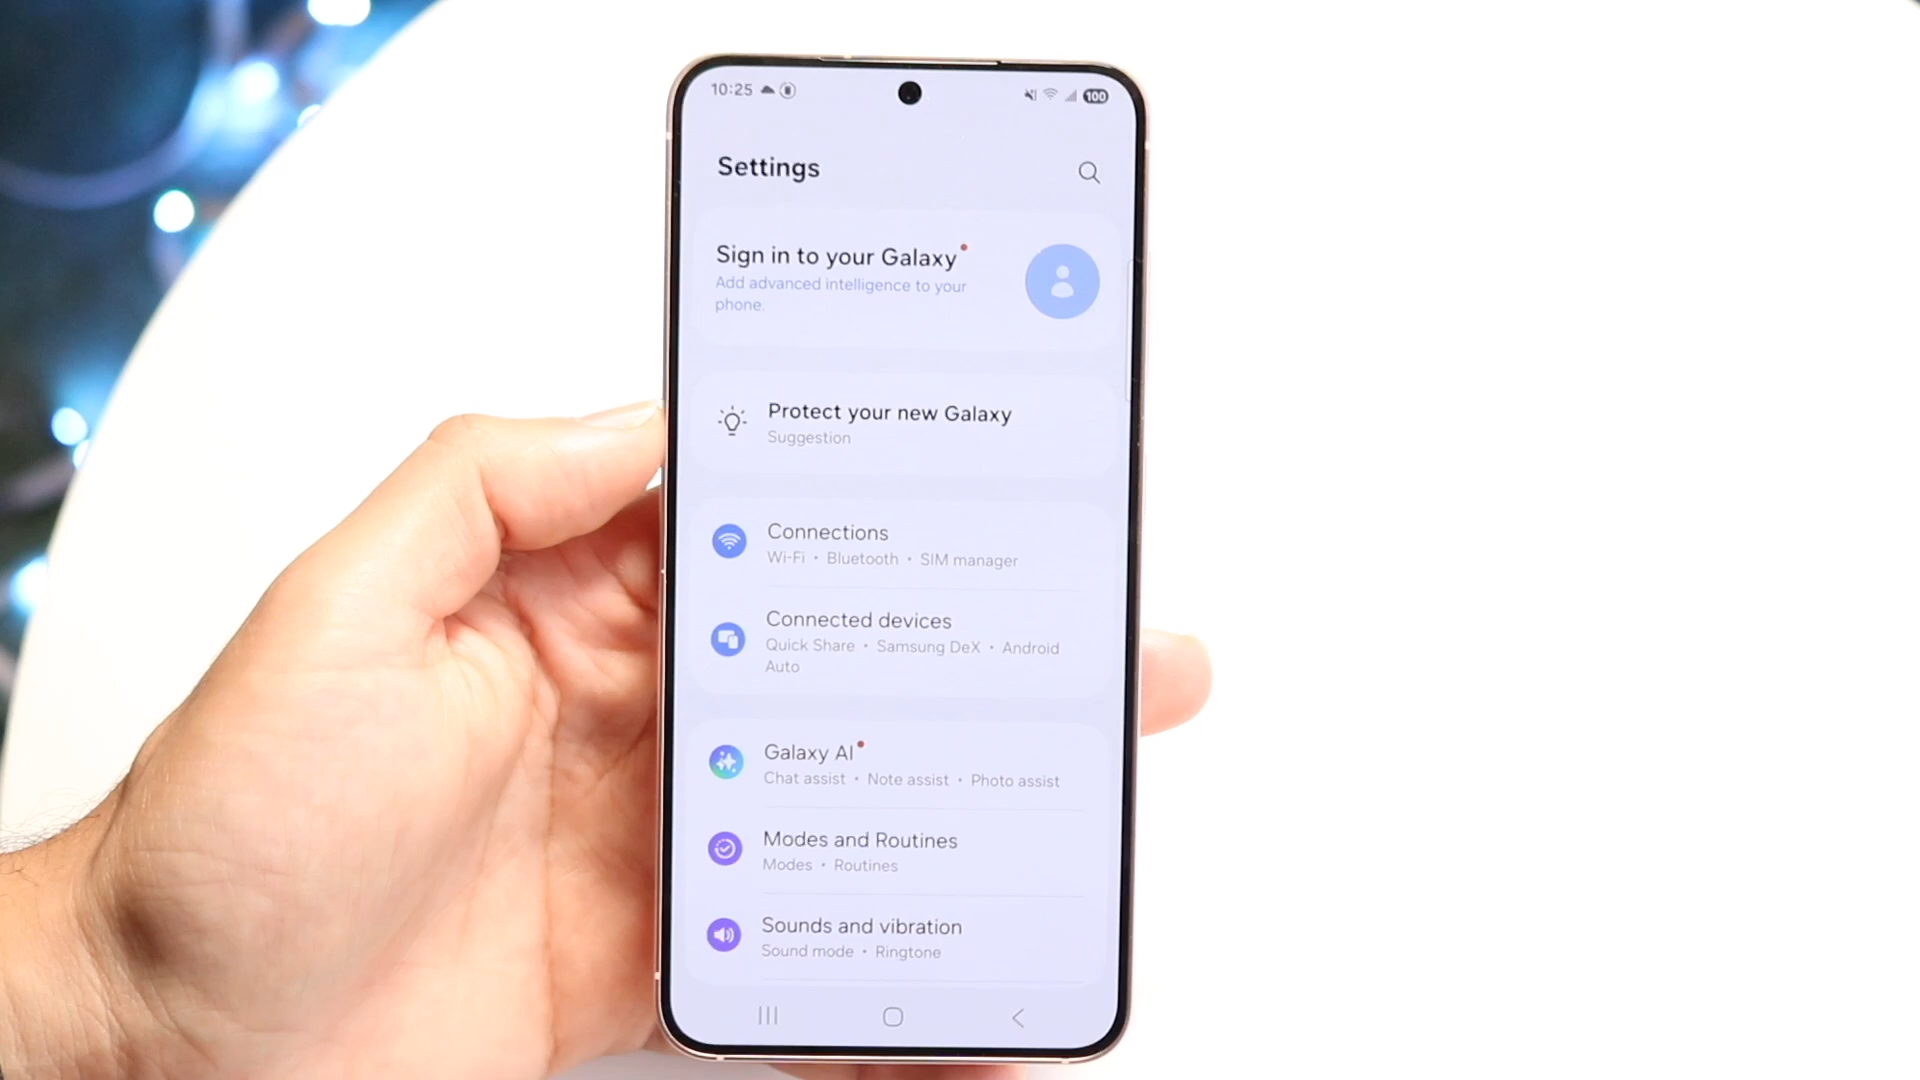 10:25
100
Settings
Sign in to your Galaxy
Add advanced intelligence to your
phone.
Protect your new Galaxy
Suggestion
Connections
Wi-Fi • Bluetooth • SIM manager
Connected devices
Quick Share • Samsung DeX • Android
Auto
Galaxy AI
Chat assist • Note assist • Photo assist
Modes and Routines
Modes • Routines
Sounds and vibration
Sound mode • Ringtone